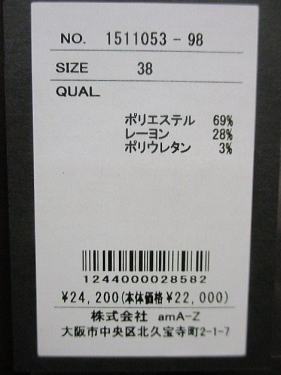 NO. 1511053-98
SIZE 38
QUAL
ポリエステル 69%
レーヨン 28%
ポリウレタン 3%
1244000028582
¥24,200(本体価格¥22,000)
株式会社 amA-Z
大阪市中央区北久宝寺町2-1-7